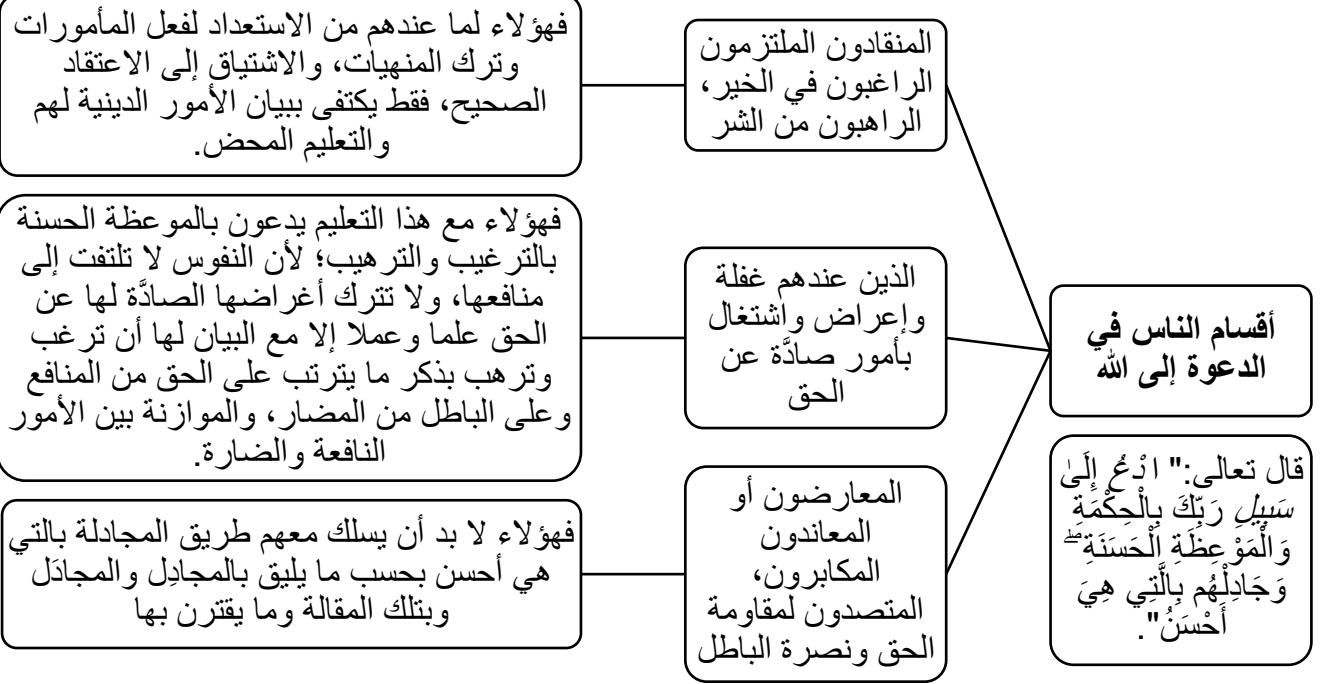 أقسام الناس في
الدعوة إلى الله
قال تعالى:" ادْعُ إِلَىٰ
سَبِيلِ رَبِّكَ بِالْحِكْمَةِ
وَالْمَوْعِظَةِ الْحَسَنَةِ ۖ
وَجَادِلْهُم بِالَّتِي هِيَ
أَحْسَنُ".
المنقادون الملتزمون
الراغبون في الخير،
الراهبون من الشر
فهؤلاء لما عندهم من الاستعداد لفعل المأمورات
وترك المنهيات، والاشتياق إلى الاعتقاد
الصحيح، فقط يكتفى ببيان الأمور الدينية لهم
والتعليم المحض.
الذين عندهم غفلة
وإعراض واشتغال
بأمور صادَّة عن
الحق
فهؤلاء مع هذا التعليم يدعون بالموعظة الحسنة
بالترغيب والترهيب؛ لأن النفوس لا تلتفت إلى
منافعها، ولا تترك أغراضها الصادَّة لها عن
الحق علما وعملا إلا مع البيان لها أن ترغب
وترهب بذكر ما يترتب على الحق من المنافع
وعلى الباطل من المضار، والموازنة بين الأمور
النافعة والضارة.
المعارضون أو
المعاندون
المكابرون،
المتصدون لمقاومة
الحق ونصرة الباطل
فهؤلاء لا بد أن يسلك معهم طريق المجادلة بالتي
هي أحسن بحسب ما يليق بالمجادِل والمجادَل
وبتلك المقالة وما يقترن بها